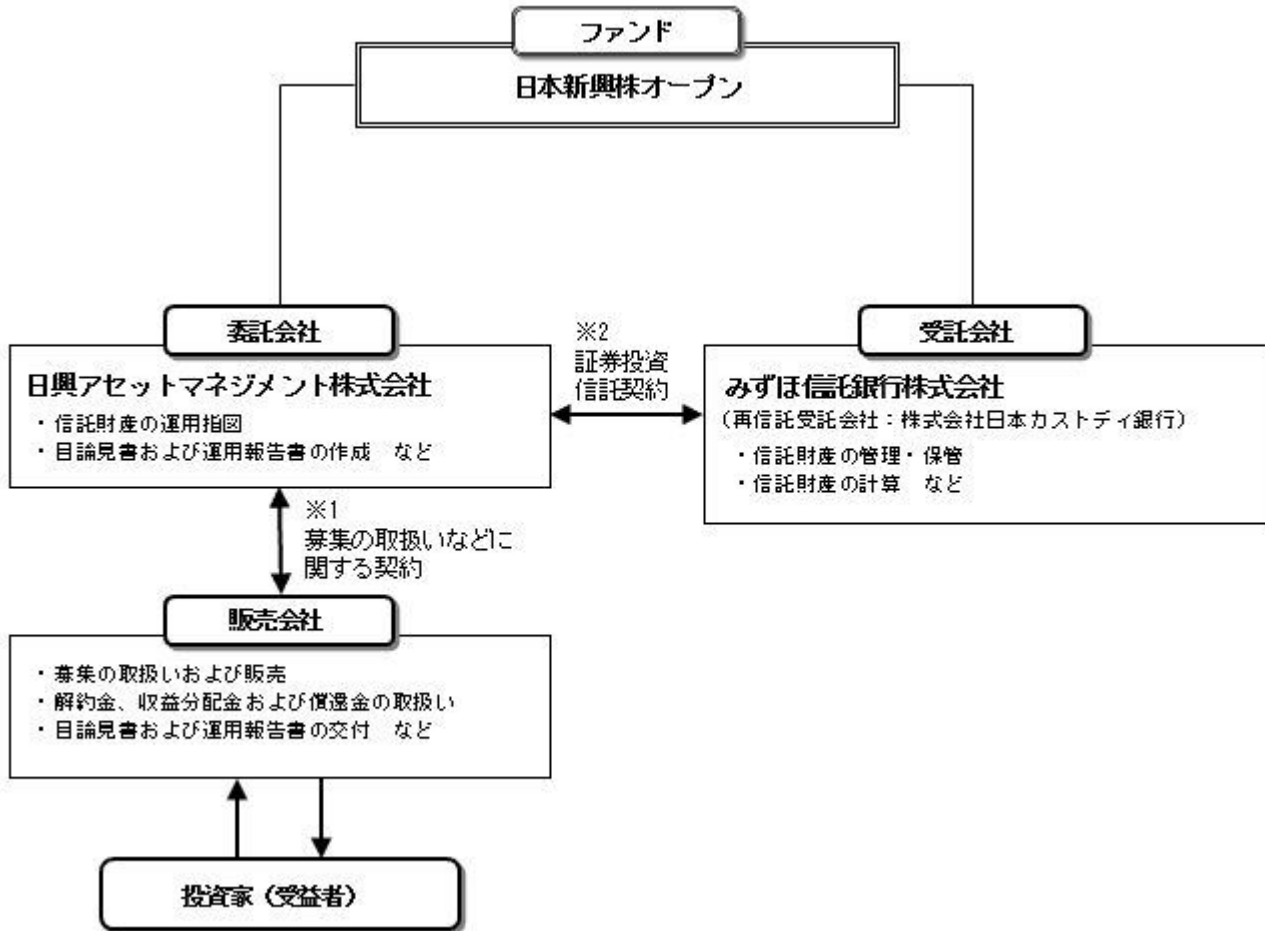 ファンド
日本新興株オープン
委託会社
日興アセットマネジメント株式会社
・信託財産の運用指図
・目論見書および運用報告書の作成 など
※2
証券投資
信託契約
受託会社
みずほ信託銀行株式会社
(再信託受託会社:株式会社日本カストディ銀行)
・信託財産の管理・保管
・信託財産の計算 など
※1
募集の取扱いなどに
関する契約
販売会社
・募集の取扱いおよび販売
・解約金、収益分配金および償還金の取扱い
・目論見書および運用報告書の交付 など
投資家(受益者)